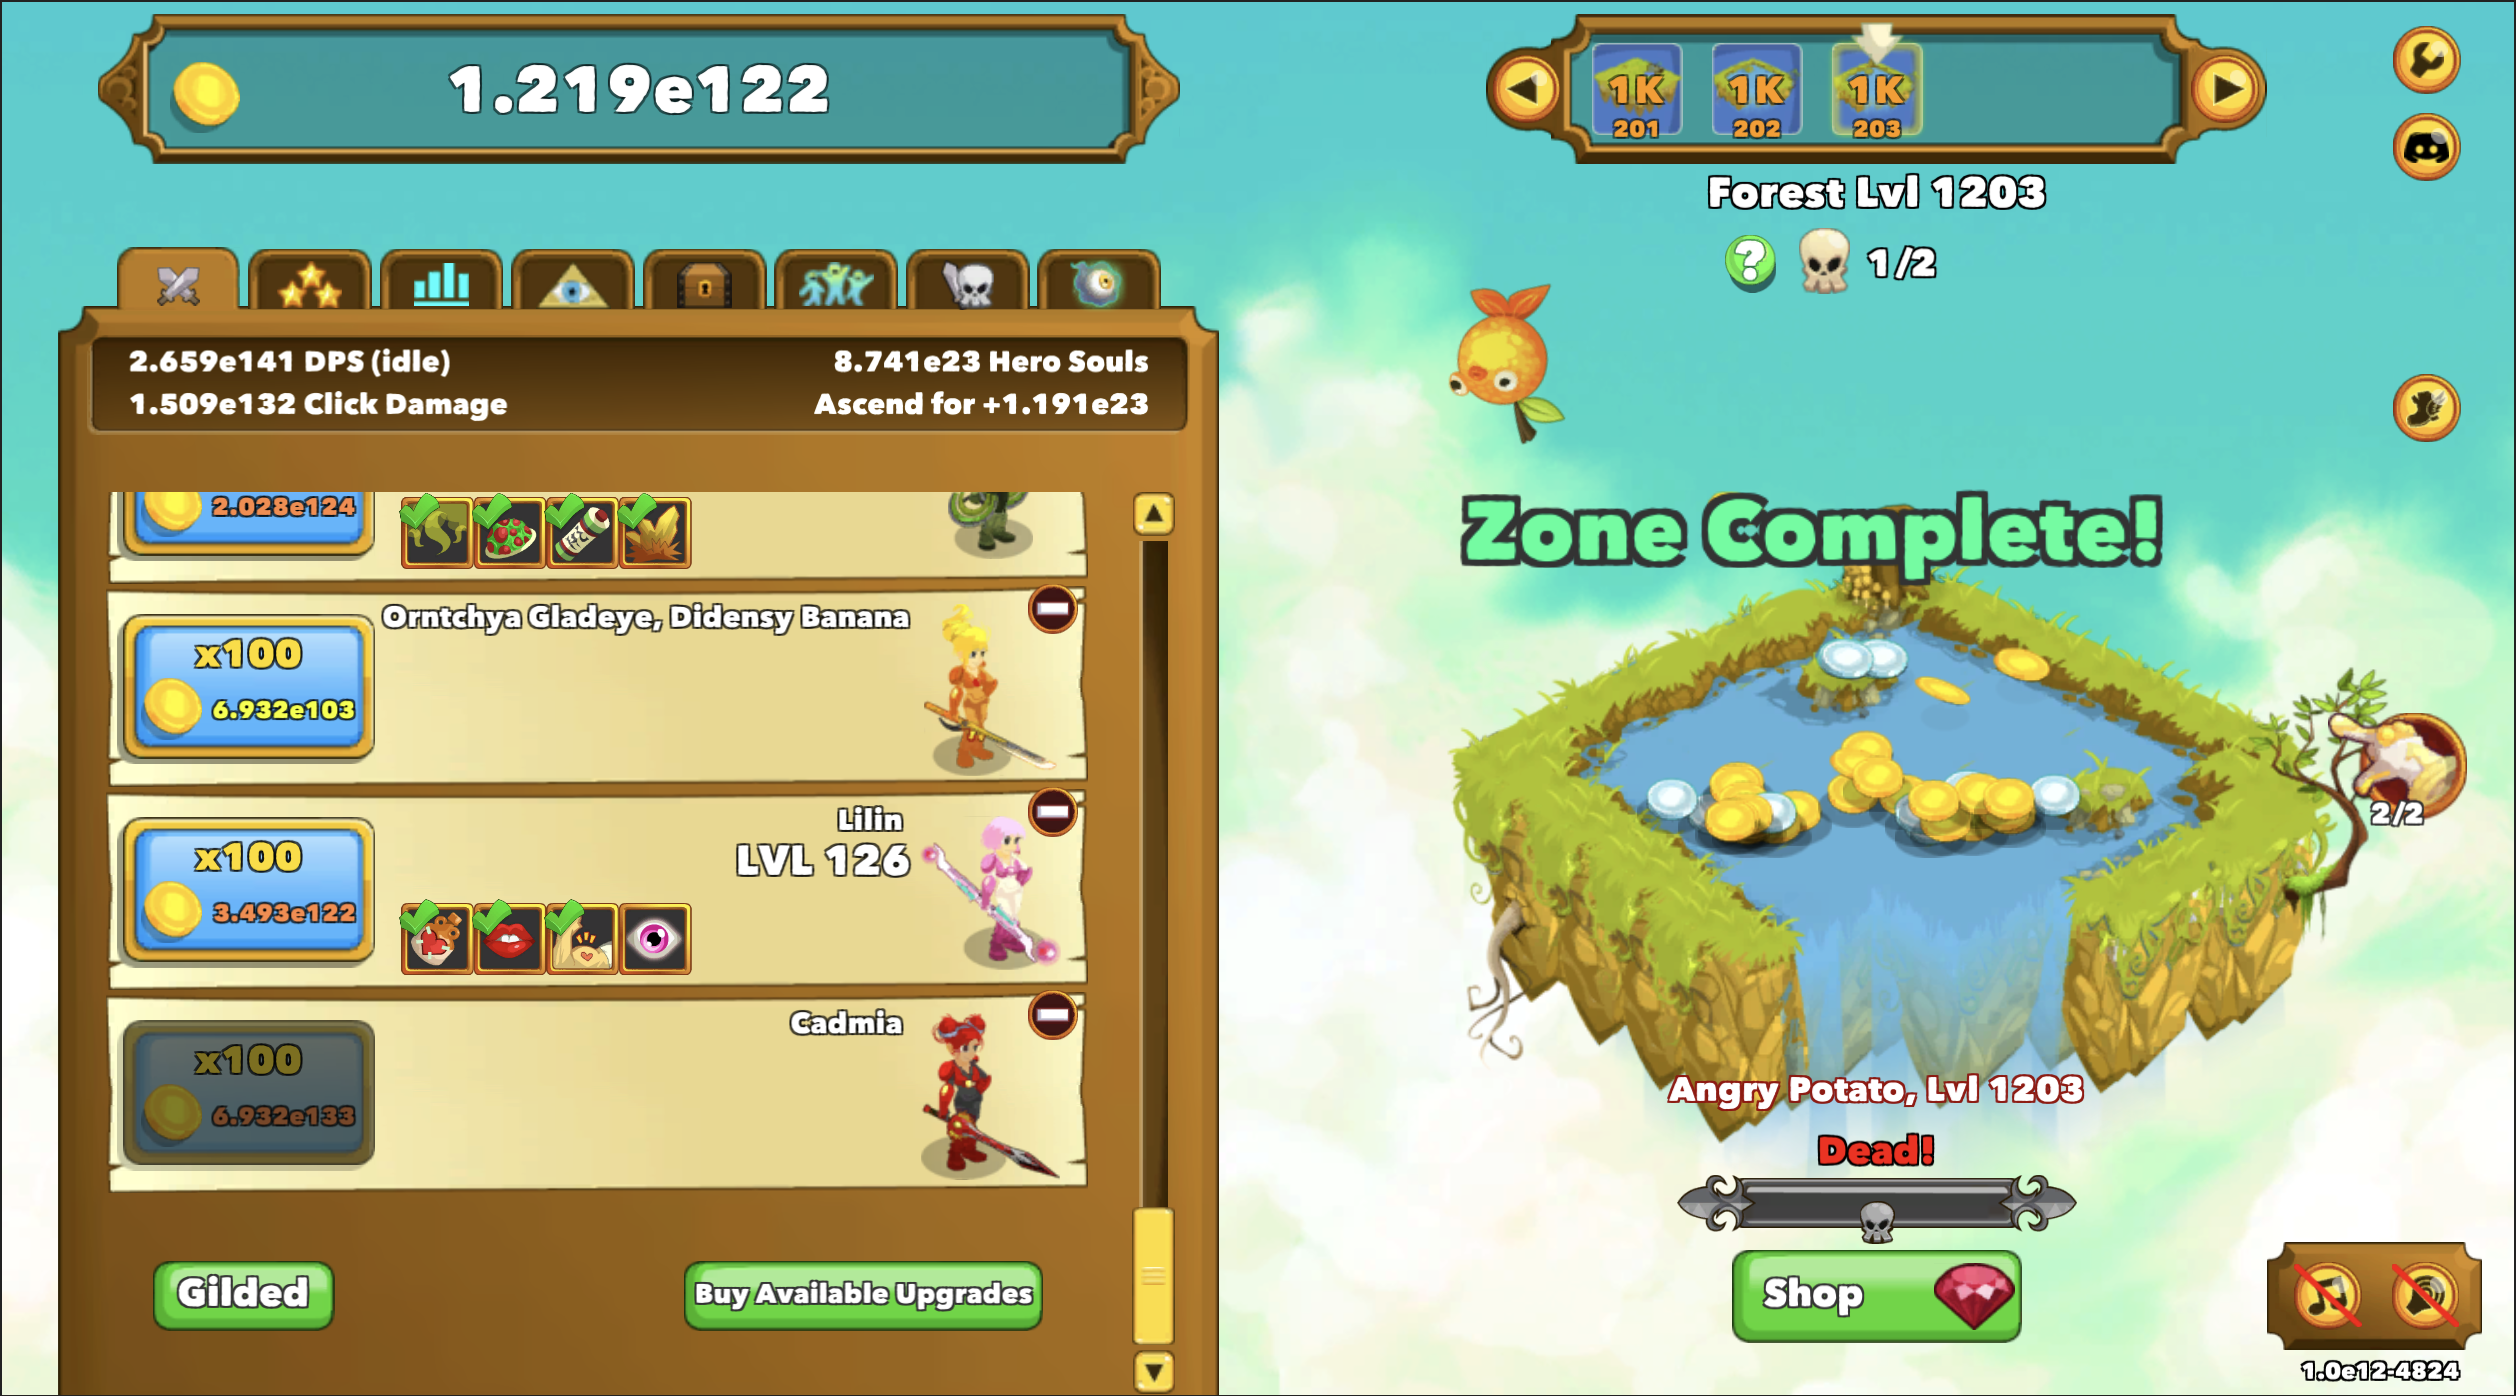 1.219e122
1K
201
1K
202
1K
203
Forest Lvl 1203
?
1/2
2.659e141 DPS (idle)
8.741e23 Hero Souls
1.509e132 Click Damage
Ascend for +1.191e23
2.028e124
Zone Complete!
Orntchya Gladeye, Didensy Banana
x100
6.932e103
Lilin
LVL 126
x100
3.493e122
2/2
Cadmia
x100
6.932e133
Angry Potato, Lvl 1203
Dead!
Gilded
Buy Available Upgrades
Shop
1.0e12-4824